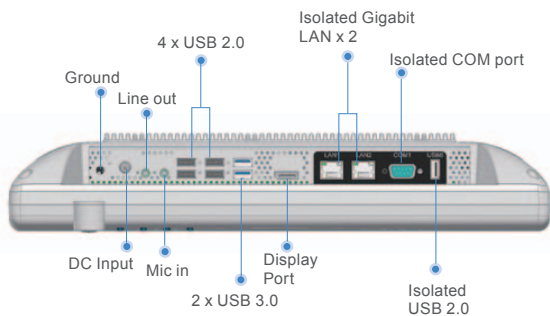 Isolated Gigabit
LAN x 2
4 x USB 2.0
Isolated COM port
Ground
Line out
LAN1
LAN2
COM1
USB5
DC Input
Mic in
2 x USB 3.0
Display
Port
Isolated
USB 2.0